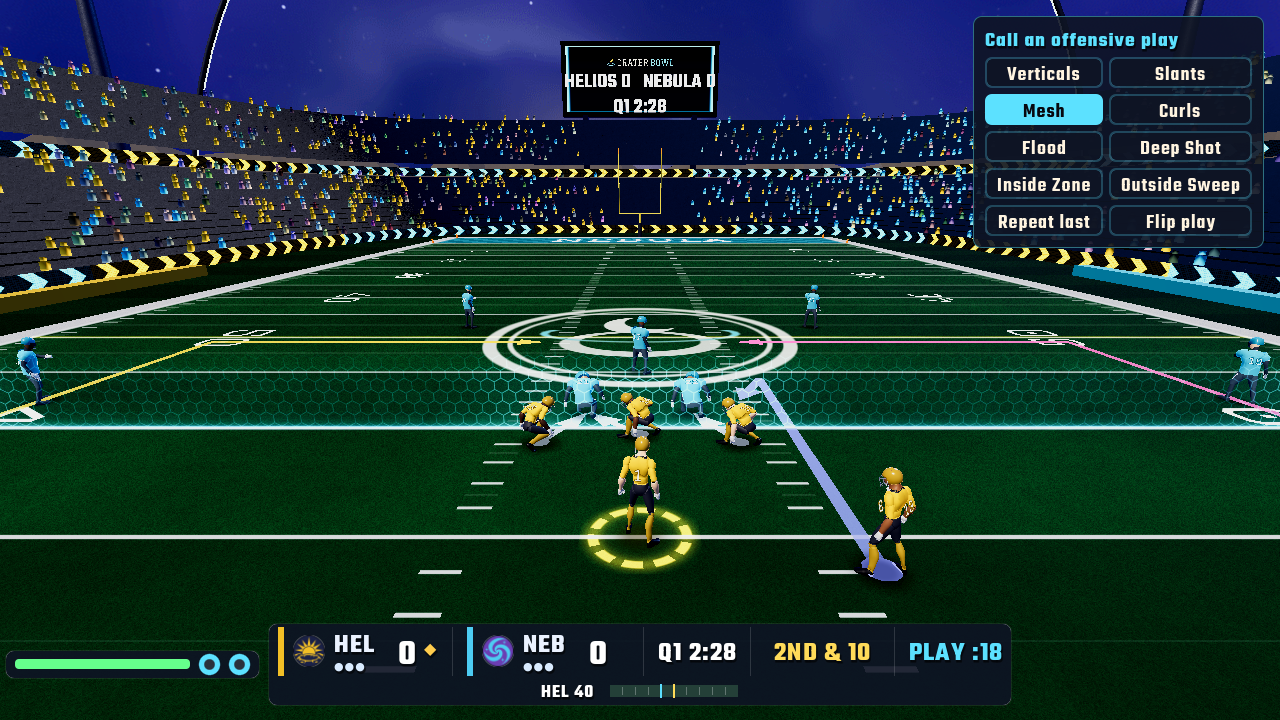 Call an offensive play
Verticals
Slants
Mesh
Curls
Flood
Deep Shot
Inside Zone
Outside Sweep
Repeat last
Flip play
CRATER BOWL
HELIOS 0 NEBULA 0
Q1 2:28
NEBULA
1
HEL 0
NEB 0
Q1 2:28
2ND & 10
PLAY :18
HEL 40